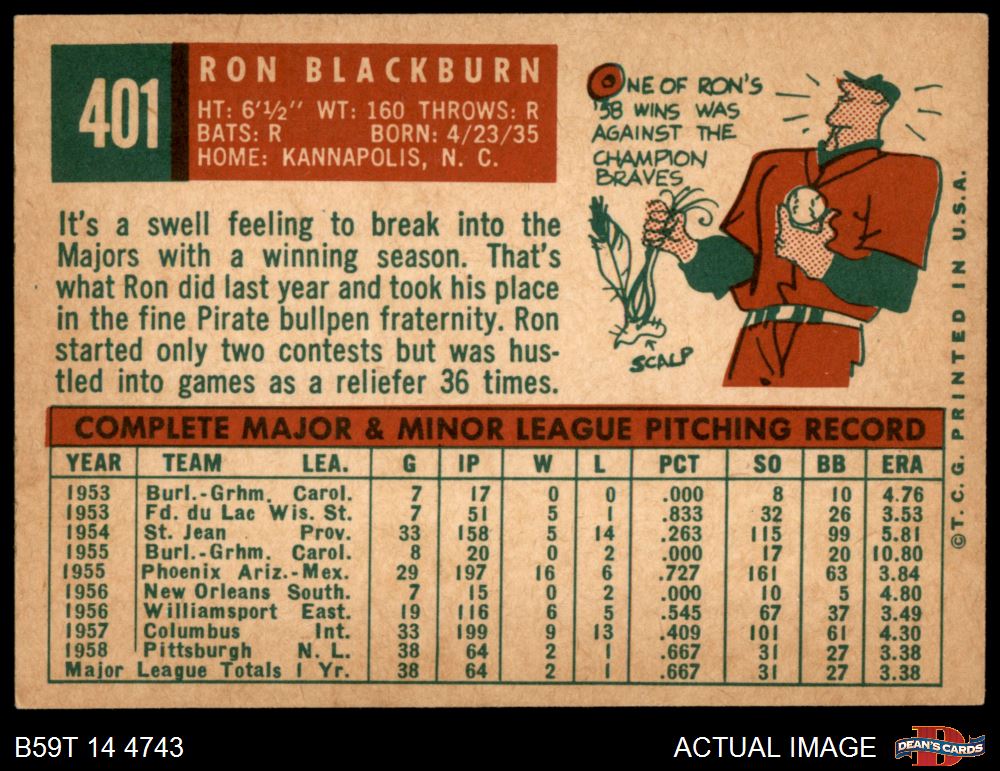 401
RON BLACKBURN
HT: 6'1/2" WT: 160 THROWS: R
BATS: R BORN: 4/23/35
HOME: KANNAPOLIS, N. C.
ONE OF RON'S
'58 WINS WAS
AGAINST THE
CHAMPION
BRAVES
SCALP
It's a swell feeling to break into the
Majors with a winning season. That's
what Ron did last year and took his place
in the fine Pirate bullpen fraternity. Ron
started only two contests but was hus-
tled into games as a reliefer 36 times.
COMPLETE MAJOR & MINOR LEAGUE PITCHING RECORD
YEAR TEAM LEA. G IP W L PCT SO BB ERA
1953 Burl.-Grhm. Carol. 7 17 0 0 .000 8 10 4.76
1953 Fd. du Lac Wis. St. 7 51 5 1 .833 32 26 3.53
1954 St. Jean Prov. 33 158 5 14 .263 115 99 5.81
1955 Burl.-Grhm. Carol. 8 20 0 2 .000 17 20 10.80
1955 Phoenix Ariz.-Mex. 29 197 16 6 .727 161 63 3.84
1956 New Orleans South. 7 15 0 2 .000 10 5 4.80
1956 Williamsport East. 19 116 6 5 .545 67 37 3.49
1957 Columbus Int. 33 199 9 13 .409 101 61 4.30
1958 Pittsburgh N. L. 38 64 2 1 .667 31 27 3.38
Major League Totals 1 Yr. 38 64 2 1 .667 31 27 3.38
©T. C. G. PRINTED IN U.S.A.
B59T 14 4743
ACTUAL IMAGE
DEAN'S CARDS